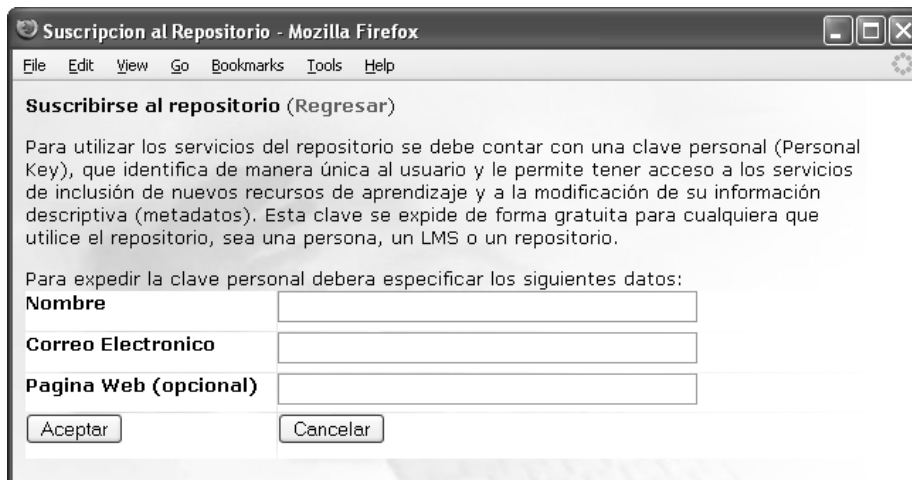 Suscripcion al Repositorio - Mozilla Firefox
File Edit View Go Bookmarks Tools Help
Suscribirse al repositorio (Regresar)
Para utilizar los servicios del repositorio se debe contar con una clave personal (Personal
Key), que identifica de manera única al usuario y le permite tener acceso a los servicios
de inclusión de nuevos recursos de aprendizaje y a la modificación de su información
descriptiva (metadatos). Esta clave se expide de forma gratuita para cualquiera que
utilice el repositorio, sea una persona, un LMS o un repositorio.
Para expedir la clave personal debera especificar los siguientes datos:
Nombre
Correo Electronico
Pagina Web (opcional)
Aceptar Cancelar